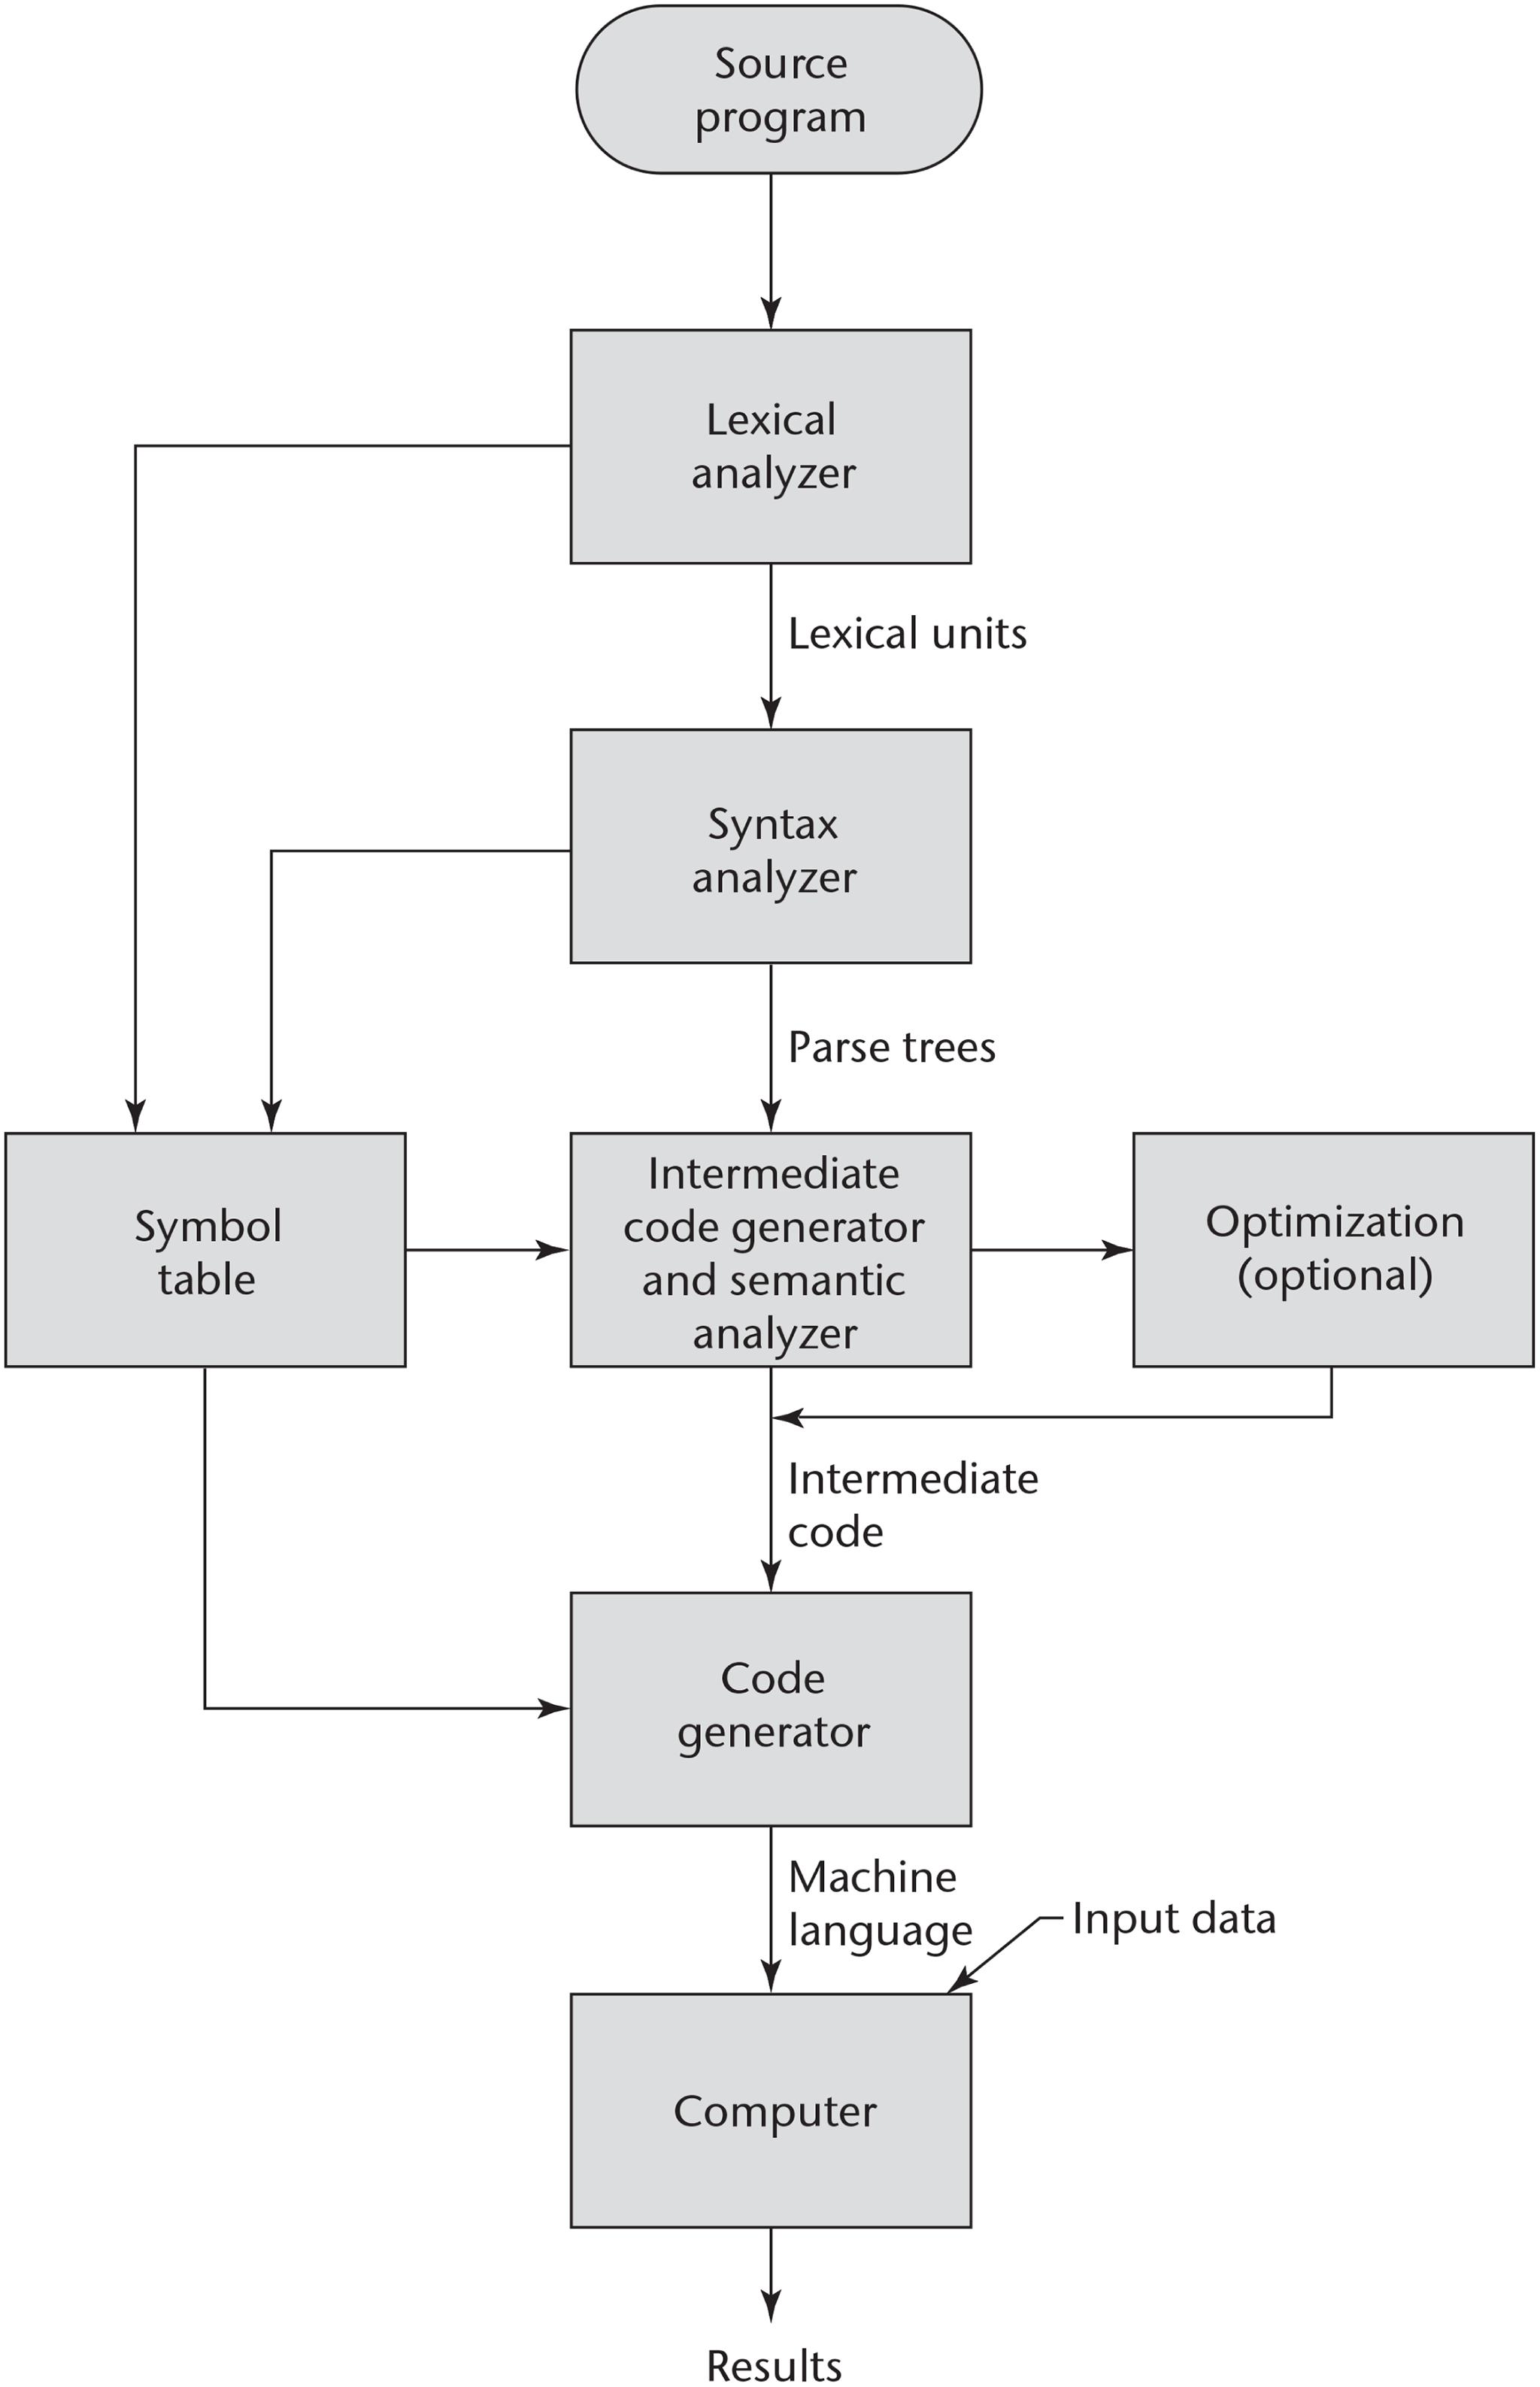 Source
program
Lexical
analyzer
Lexical units
Syntax
analyzer
Parse trees
Symbol
table
Intermediate
code generator
and semantic
analyzer
Optimization
(optional)
Intermediate
code
Code
generator
Machine
language
Input data
Computer
Results